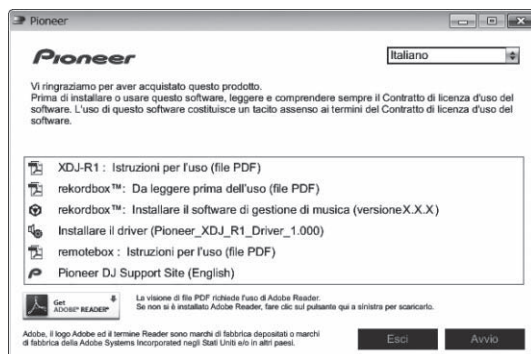 Pioneer
Pioneer
Italiano
Vi ringraziamo per aver acquistato questo prodotto.
Prima di installare o usare questo software, leggere e comprendere sempre il Contratto di licenza d'uso del
software. L'uso di questo software costituisce un tacito assenso ai termini del Contratto di licenza d'uso del
software.
XDJ-R1 : Istruzioni per l'uso (file PDF)
rekordbox™: Da leggere prima dell'uso (file PDF)
rekordbox™: Installare il software di gestione di musica (versioneX.X.X)
Installare il driver (Pioneer_XDJ_R1_Driver_1.000)
remotebox : Istruzioni per l'uso (file PDF)
Pioneer DJ Support Site (English)
Get
ADOBE® READER®
La visione di file PDF richiede l'uso di Adobe Reader.
Se non si è installato Adobe Reader, fare clic sul pulsante qui a sinistra per scaricarlo.
Adobe, il logo Adobe ed il termine Reader sono marchi di fabbrica depositati o marchi
di fabbrica della Adobe Systems Incorporated negli Stati Uniti e/o in altri paesi.
Esci
Avvio